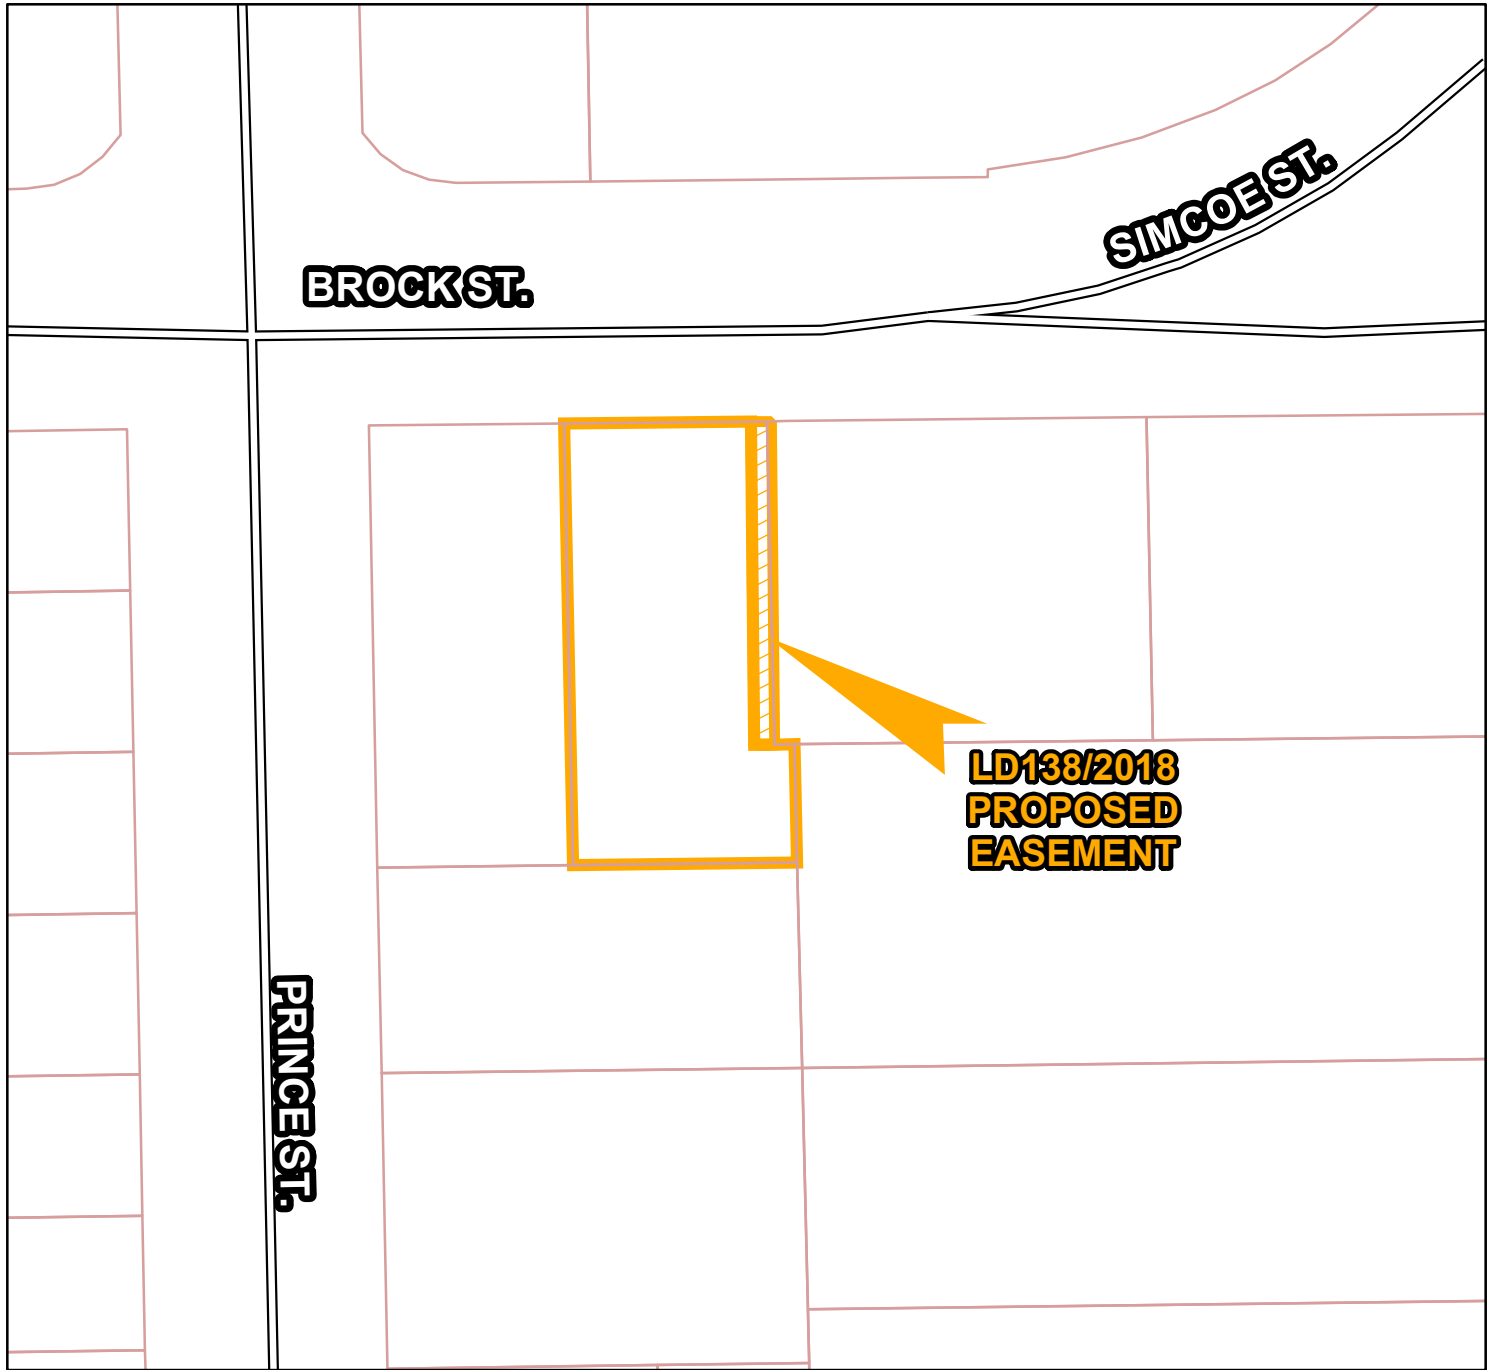 SIMCOE ST.
BROCK ST.
LD138/2018
PROPOSED
EASEMENT
PRINCE ST.